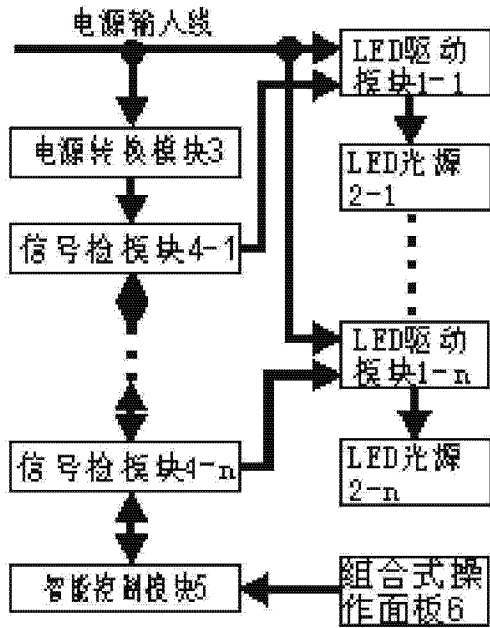 电源输入线
LED驱动
模块1-1
电源转换模块3
LED光源
2-1
信号检模块4-1
LED驱动
模块1-n
信号检模块4-n
LED光源
2-n
智能控制模块5
组合式操
作面板6